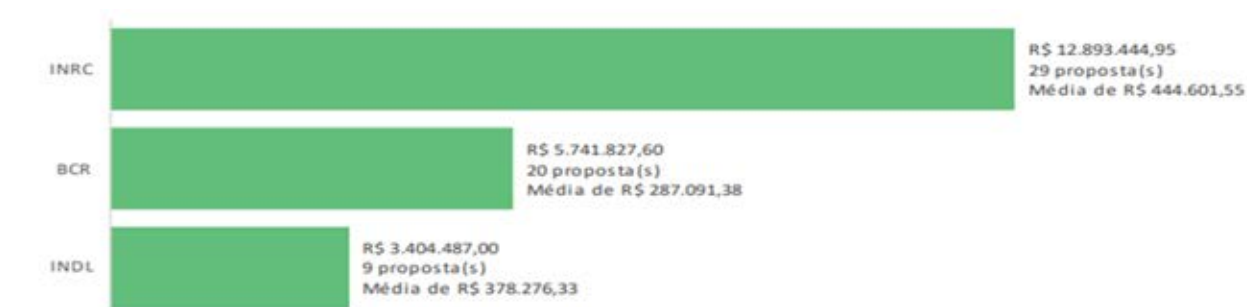 INRC
R$ 12.893.444,95
29 proposta(s)
Média de R$ 444.601,55
BCR
R$ 5.741.827,60
20 proposta(s)
Média de R$ 287.091,38
INDL
R$ 3.404.487,00
9 proposta(s)
Média de R$ 378.276,33